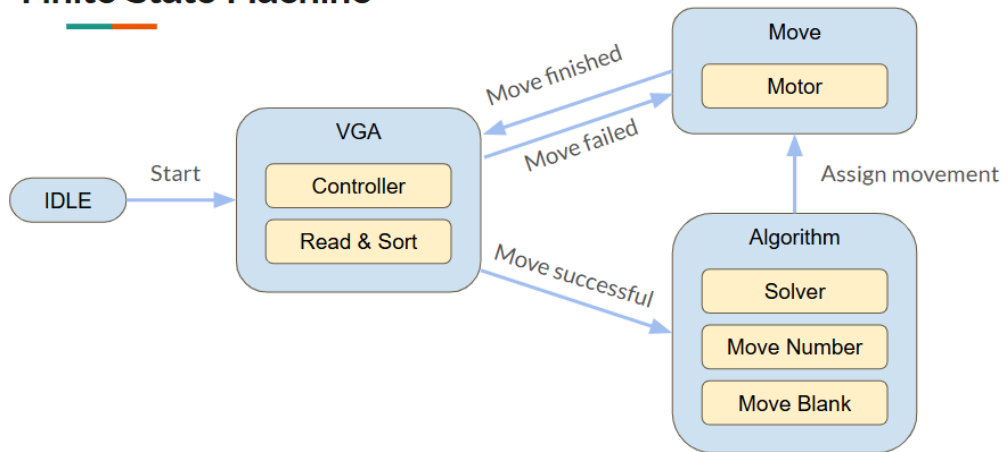 Finite State Machine
IDLE
Start
VGA
Controller
Read & Sort
Move finished
Move failed
Move successful
Move
Motor
Assign movement
Algorithm
Solver
Move Number
Move Blank